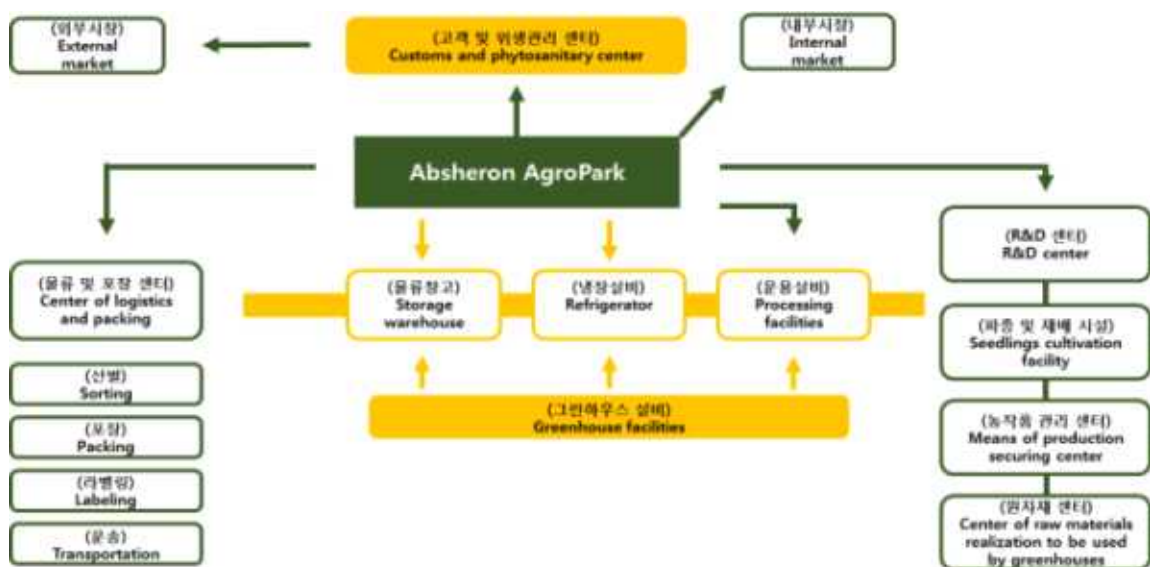 (외부시장)
External
market
(고객 및 위생관리 센터)
Customs and phytosanitary center
(내부시장)
Internal
market
Absheron AgroPark
(물류 및 포장 센터)
Center of logistics
and packing
(선별)
Sorting
(포장)
Packing
(라벨링)
Labeling
(운송)
Transportation
(물류창고)
Storage
warehouse
(냉장설비)
Refrigerator
(운용설비)
Processing
facilities
(그린하우스 설비)
Greenhouse facilities
(R&D 센터)
R&D center
(파종 및 재배 시설)
Seedlings cultivation
facility
(농작품 관리 센터)
Means of production
securing center
(원자재 센터)
Center of raw materials
realization to be used
by greenhouses